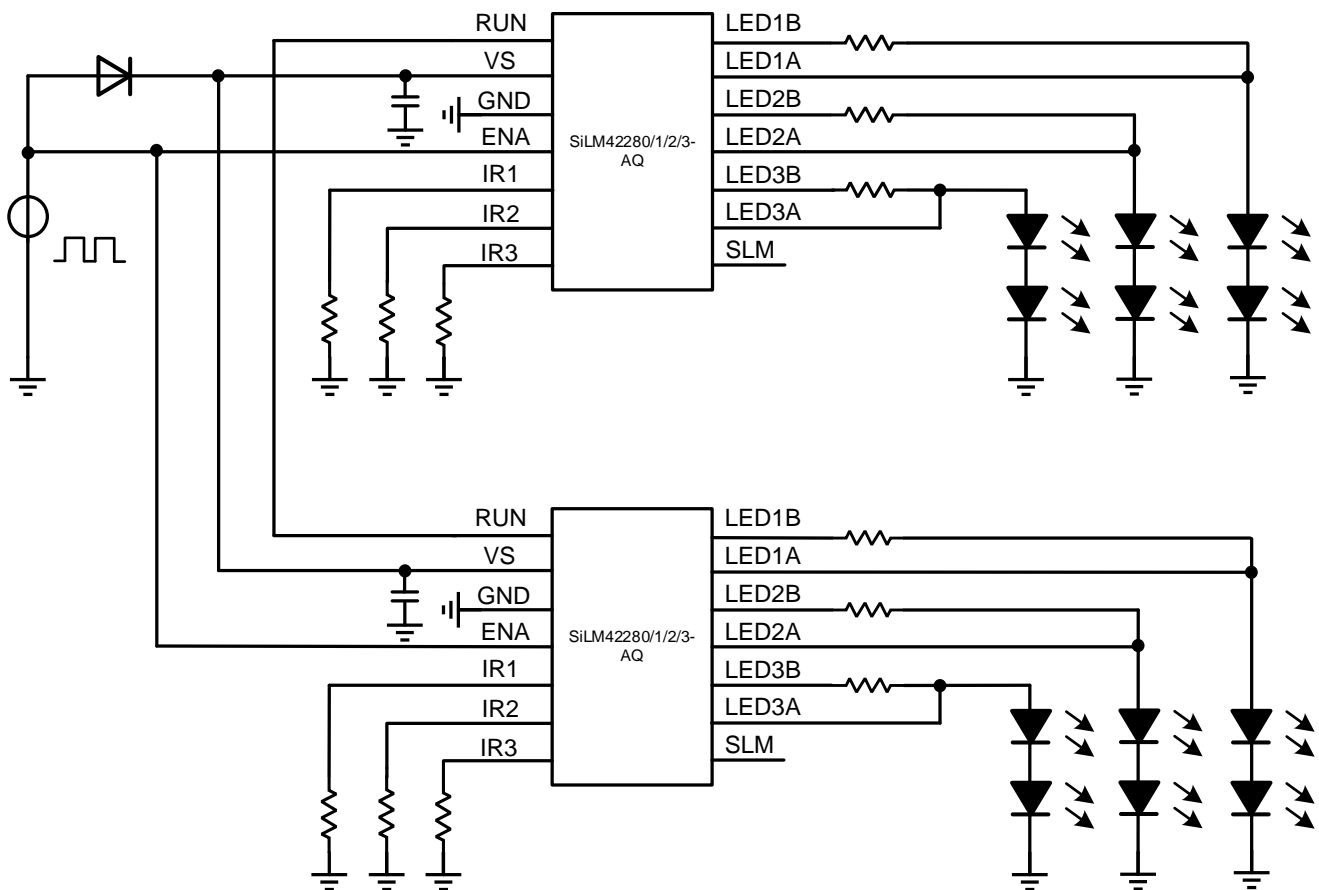 RUN
VS
GND
ENA
IR1
IR2
IR3
SiLM42280/1/2/3-
AQ
LED1B
LED1A
LED2B
LED2A
LED3B
LED3A
SLM
RUN
VS
GND
ENA
IR1
IR2
IR3
SiLM42280/1/2/3-
AQ
LED1B
LED1A
LED2B
LED2A
LED3B
LED3A
SLM